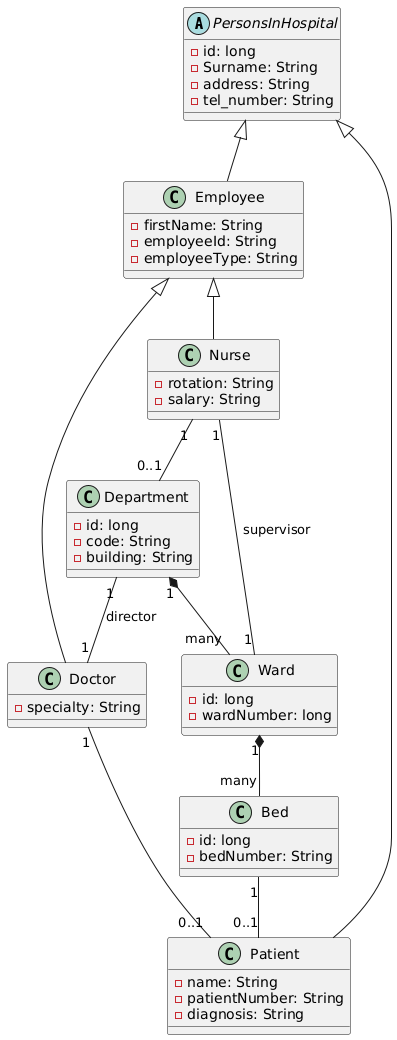 A PersonsInHospital
id: long
Surname: String
address: String
tel_number: String
C Employee
firstName: String
employeeId: String
employeeType: String
C Nurse
rotation: String
salary: String
1
1
0..1
C Department
id: long
code: String
building: String
supervisor
1
1
director
1
many
1
C Doctor
specialty: String
C Ward
id: long
wardNumber: long
1
1
many
C Bed
id: long
bedNumber: String
1
0..1
0..1
C Patient
name: String
patientNumber: String
diagnosis: String